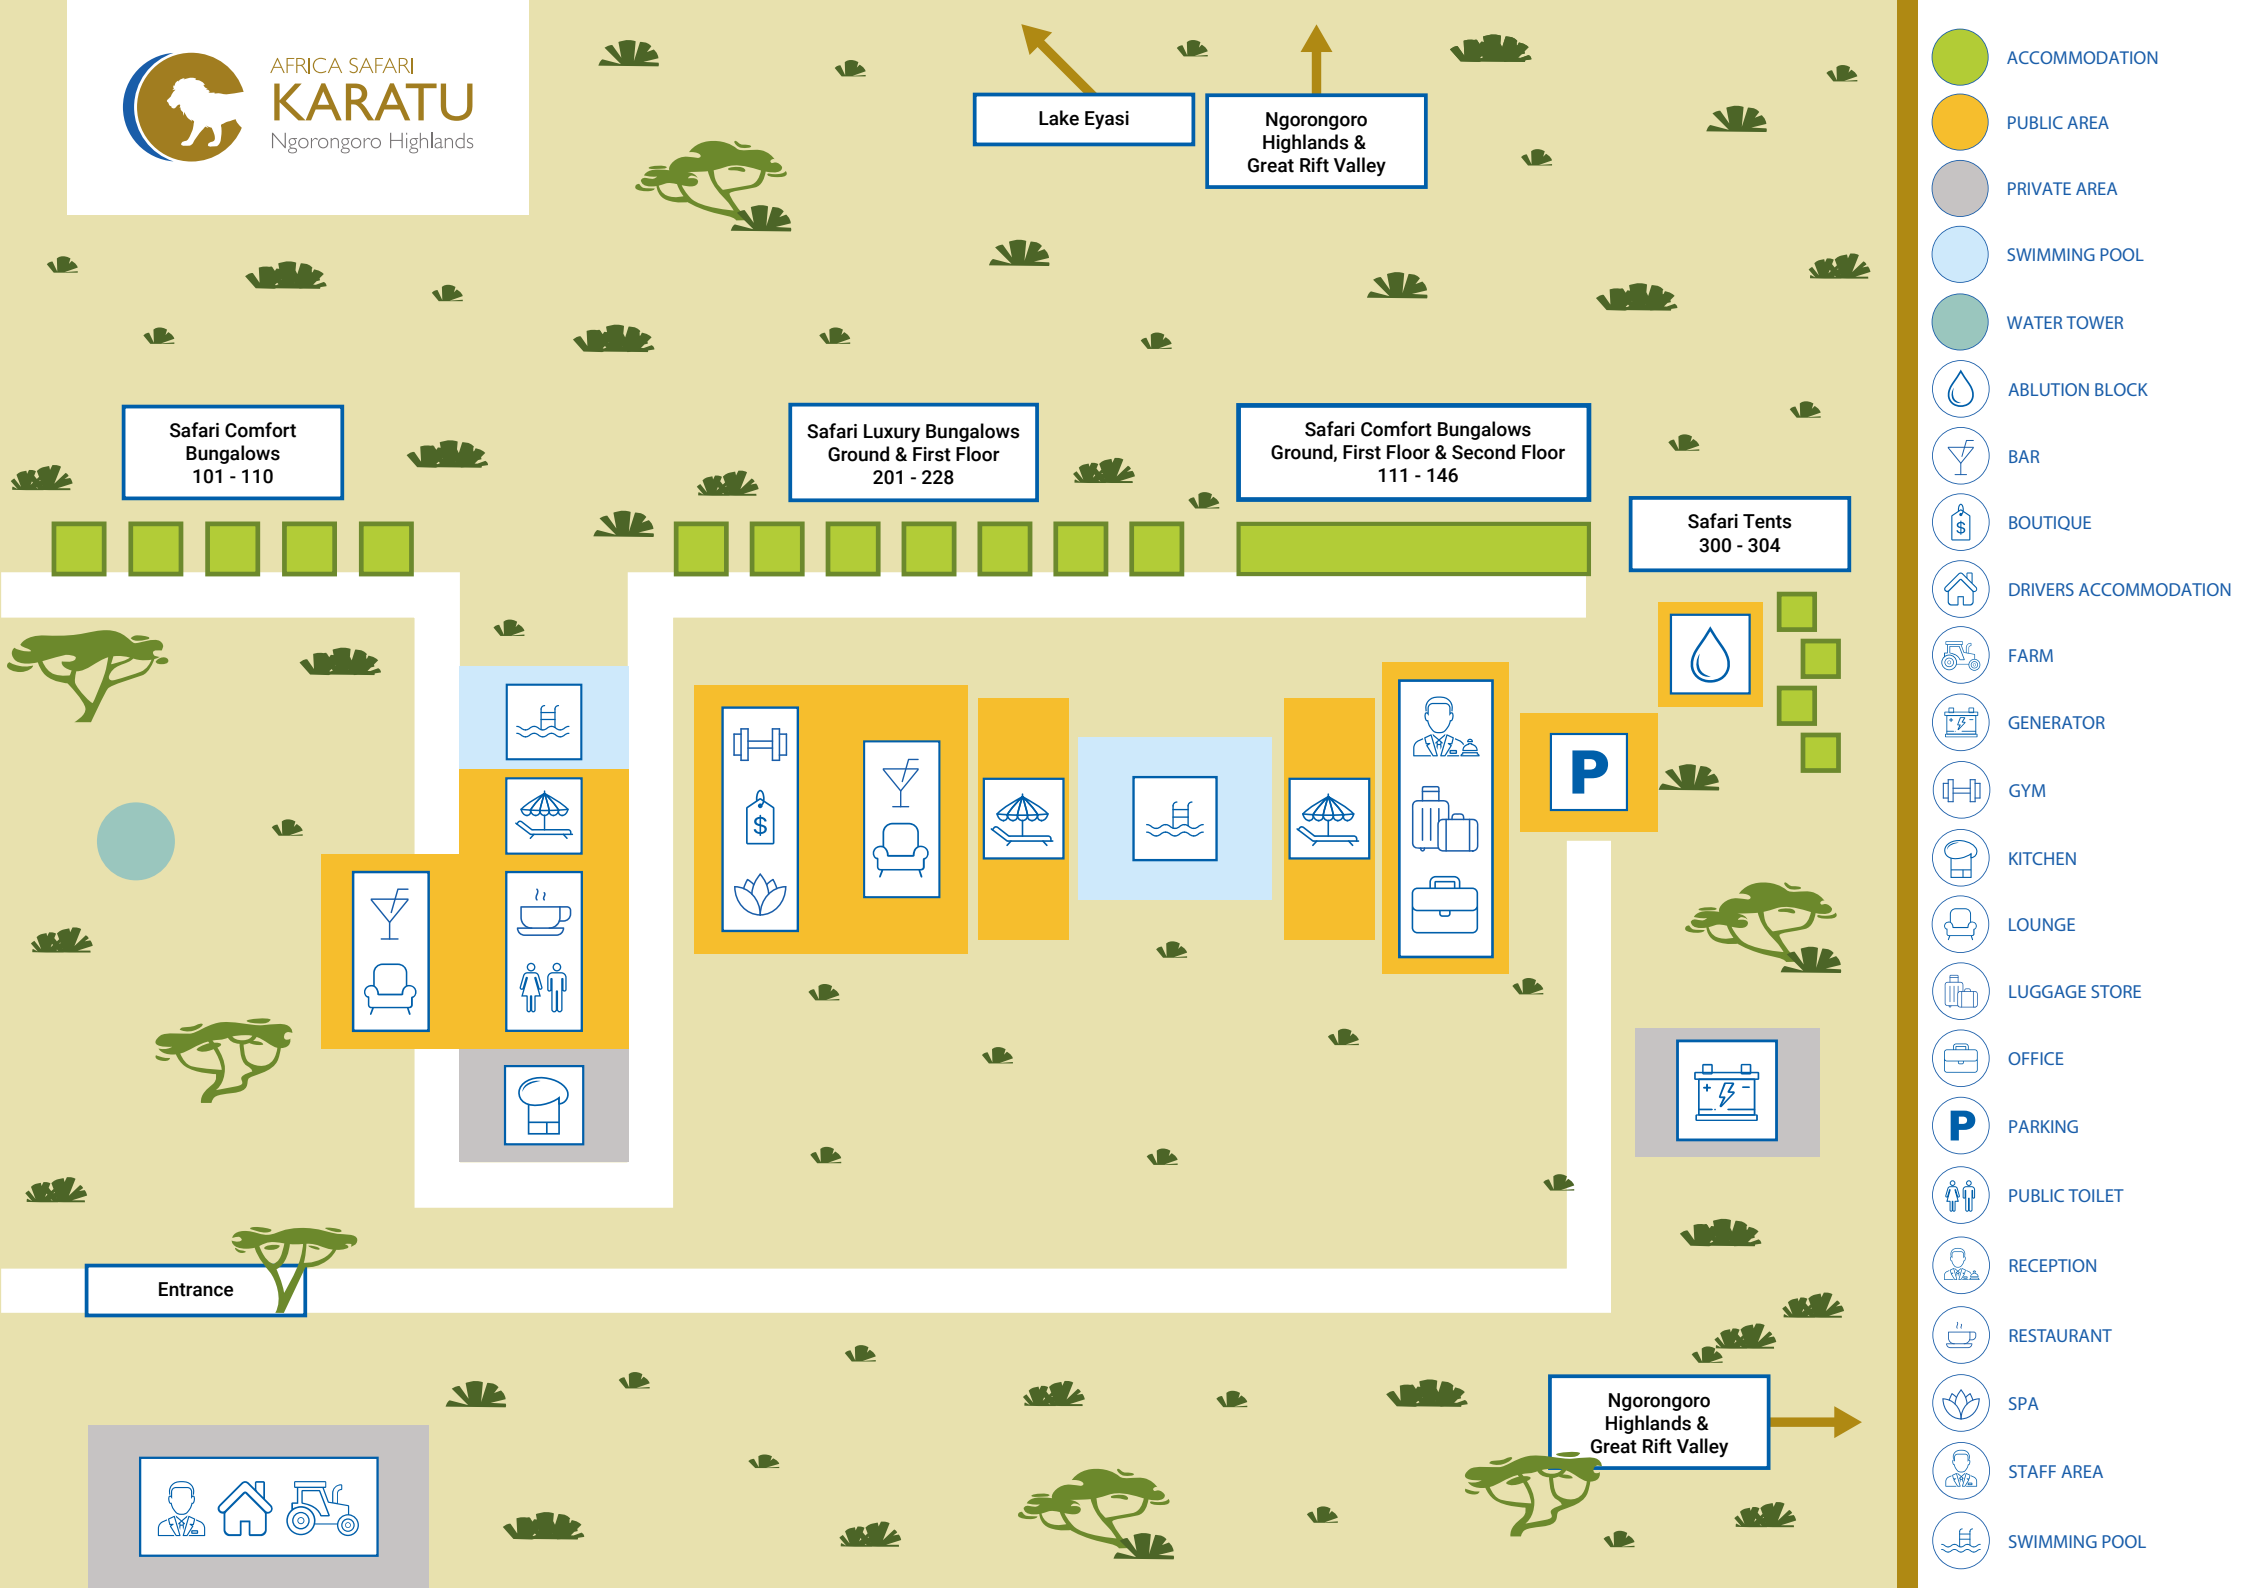 AFRICA SAFARI
KARATU
Ngorongoro Highlands
Lake Eyasi
Ngorongoro
Highlands &
Great Rift Valley
Safari Comfort
Bungalows
101 - 110
Safari Luxury Bungalows
Ground & First Floor
201 - 228
Safari Comfort Bungalows
Ground, First Floor & Second Floor
111 - 146
Safari Tents
300 - 304
$
P
Entrance
Ngorongoro
Highlands &
Great Rift Valley
ACCOMMODATION
PUBLIC AREA
PRIVATE AREA
SWIMMING POOL
WATER TOWER
ABLUTION BLOCK
BAR
$
BOUTIQUE
DRIVERS ACCOMMODATION
FARM
GENERATOR
GYM
KITCHEN
LOUNGE
LUGGAGE STORE
OFFICE
P
PARKING
PUBLIC TOILET
RECEPTION
RESTAURANT
SPA
STAFF AREA
SWIMMING POOL